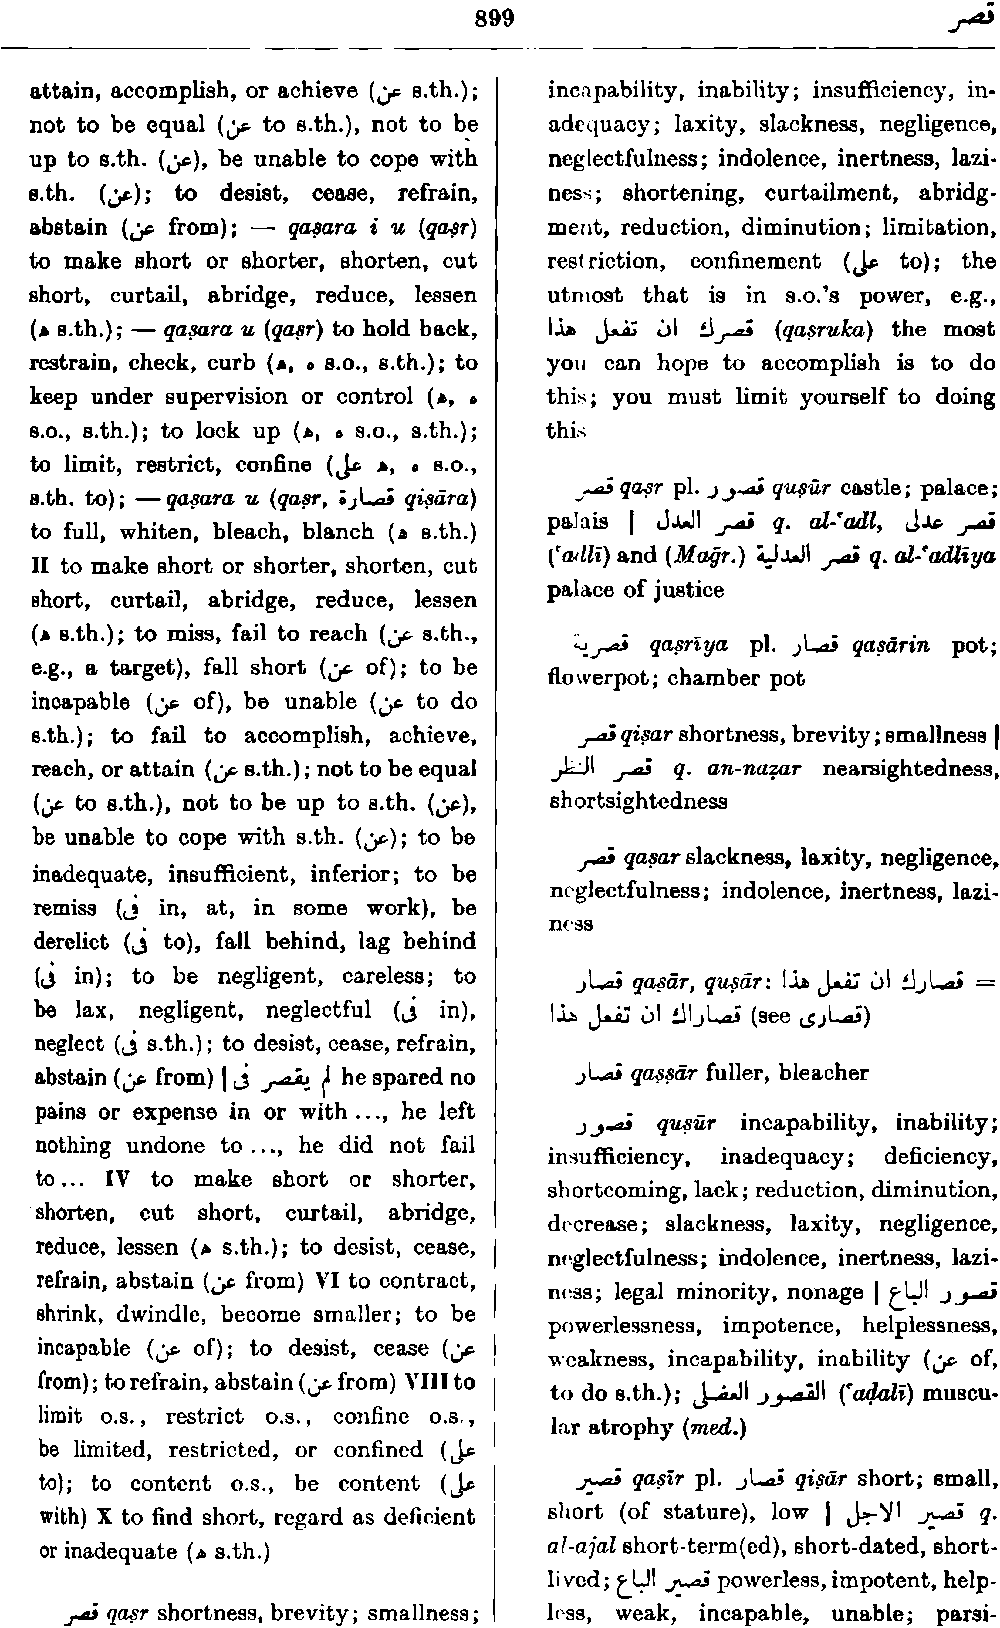 899
قصر
attain, accomplish, or achieve (عن s.th.);
not to be equal (عن to s.th.), not to be
up to s.th. (عن), be unable to cope with
s.th. (عن); to desist, cease, refrain,
abstain (عن from); — qaṣara i u (qaṣr)
to make short or shorter, shorten, cut
short, curtail, abridge, reduce, lessen
(ه s.th.); — qaṣara u (qaṣr) to hold back,
restrain, check, curb (ه, ه s.o., s.th.); to
keep under supervision or control (ه, ه
s.o., s.th.); to lock up (ه, ه s.o., s.th.);
to limit, restrict, confine (على ه, ه s.o.,
s.th. to); — qaṣara u (qaṣr, قصارة qiṣāra)
to full, whiten, bleach, blanch (ه s.th.)
II to make short or shorter, shorten, cut
short, curtail, abridge, reduce, lessen
(ه s.th.); to miss, fail to reach (عن s.th.,
e.g., a target), fall short (عن of); to be
incapable (عن of), be unable (عن to do
s.th.); to fail to accomplish, achieve,
reach, or attain (عن s.th.); not to be equal
(عن to s.th.), not to be up to s.th. (عن),
be unable to cope with s.th. (عن); to be
inadequate, insufficient, inferior; to be
remiss (فى in, at, in some work), be
derelict (فى to), fall behind, lag behind
(فى in); to be negligent, careless; to
be lax, negligent, neglectful (فى in),
neglect (فى s.th.); to desist, cease, refrain,
abstain (عن from) | لم يقصر فى he spared no
pains or expense in or with ..., he left
nothing undone to ..., he did not fail
to... IV to make short or shorter,
shorten, cut short, curtail, abridge,
reduce, lessen (ه s.th.); to desist, cease,
refrain, abstain (عن from) VI to contract,
shrink, dwindle, become smaller; to be
incapable (عن of); to desist, cease (عن
from); to refrain, abstain (عن from) VIII to
limit o.s., restrict o.s., confine o.s.,
be limited, restricted, or confined (على
to); to content o.s., be content (على
with) X to find short, regard as deficient
or inadequate (ه s.th.)
قصر qaṣr shortness, brevity; smallness;
incapability, inability; insufficiency, in-
adequacy; laxity, slackness, negligence,
neglectfulness; indolence, inertness, lazi-
ness; shortening, curtailment, abridg-
ment, reduction, diminution; limitation,
restriction, confinement (على to); the
utmost that is in s.o.'s power, e.g.,
قصرك ان تفعل هذا (qaṣruka) the most
you can hope to accomplish is to do
this; you must limit yourself to doing
this
قصر qaṣr pl. قصور quṣūr castle; palace;
palais | قصر العدل q. al-ʿadl, قصر عدلى
(ʿadlī) and (Maḡr.) قصر العدلية q. al-ʿadlīya
palace of justice
قصرية qaṣrīya pl. قصار qaṣārin pot;
flowerpot; chamber pot
قصر qiṣar shortness, brevity; smallness |
قصر النظر q. an-naẓar nearsightedness,
shortsightedness
قصر qaṣar slackness, laxity, negligence,
neglectfulness; indolence, inertness, lazi-
ness
قصار qaṣār, quṣār: قصارك ان تفعل هذا =
قصاراك ان تفعل هذا (see قصارى)
قصار qaṣṣār fuller, bleacher
قصور quṣūr incapability, inability;
insufficiency, inadequacy; deficiency,
shortcoming, lack; reduction, diminution,
decrease; slackness, laxity, negligence,
neglectfulness; indolence, inertness, lazi-
ness; legal minority, nonage | قصور الباع
powerlessness, impotence, helplessness,
weakness, incapability, inability (عن of,
to do s.th.); القصور العضلى (ʿaḍalī) muscu-
lar atrophy (med.)
قصير qaṣīr pl. قصار qiṣār short; small,
short (of stature), low | قصير الاجل q.
al-ajal short-term(ed), short-dated, short-
lived; قصير الباع powerless, impotent, help-
less, weak, incapable, unable; parsi-